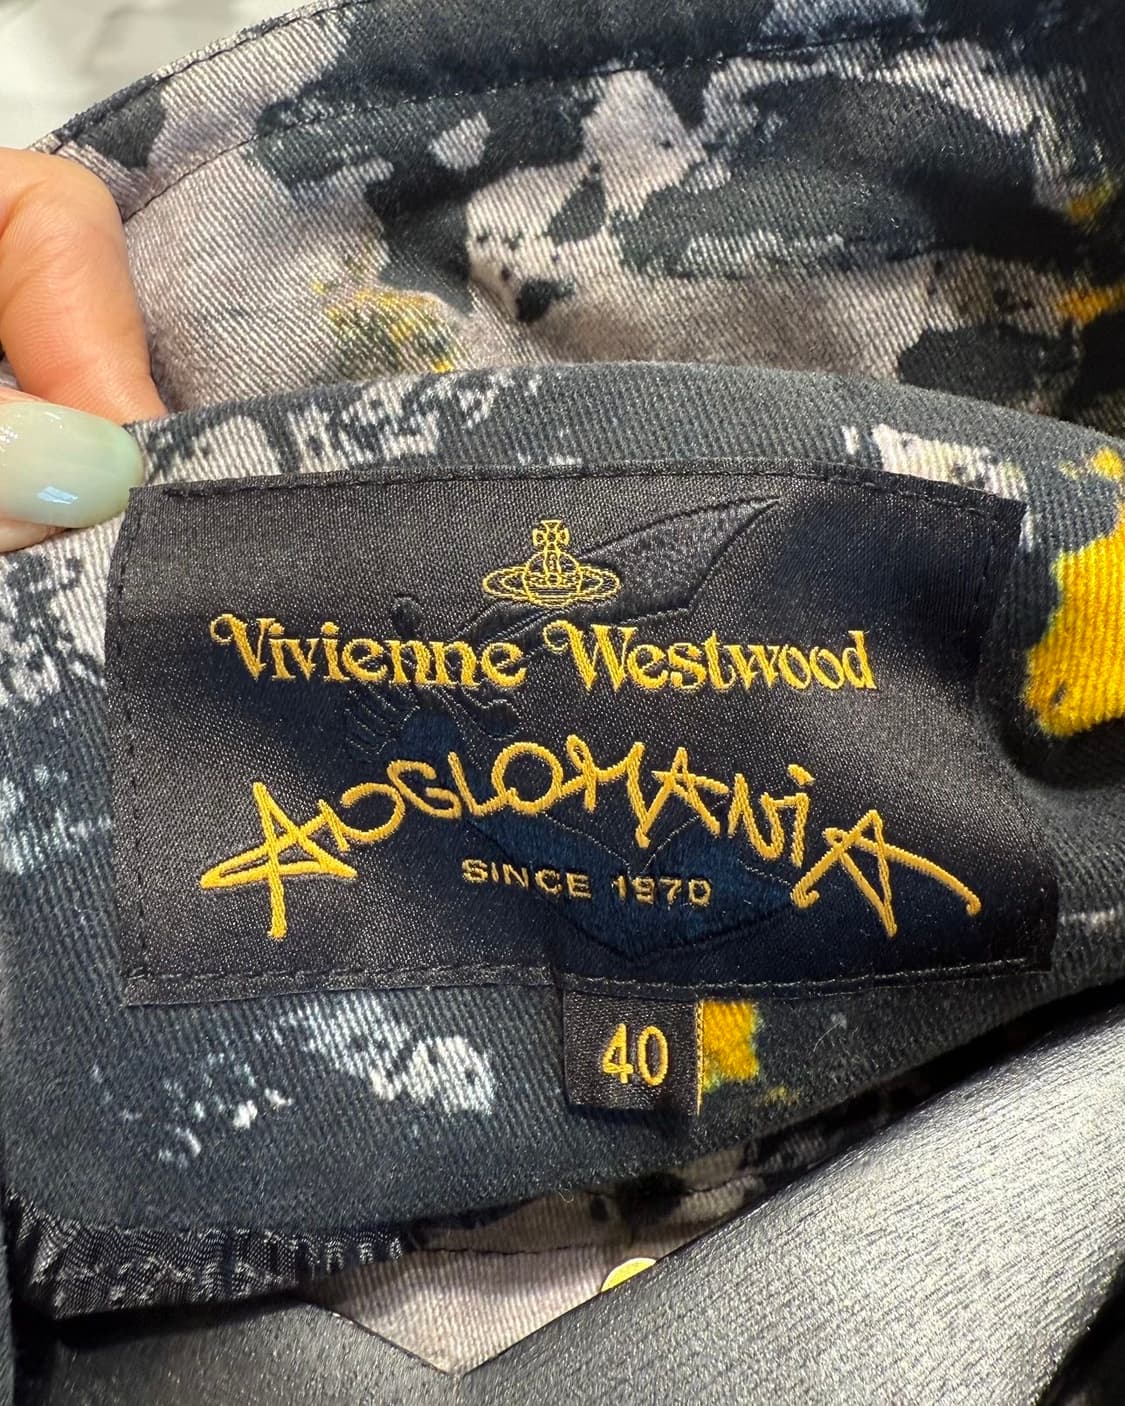 Vivienne Westwood
ANGLOMANIA
SINCE 1970
40